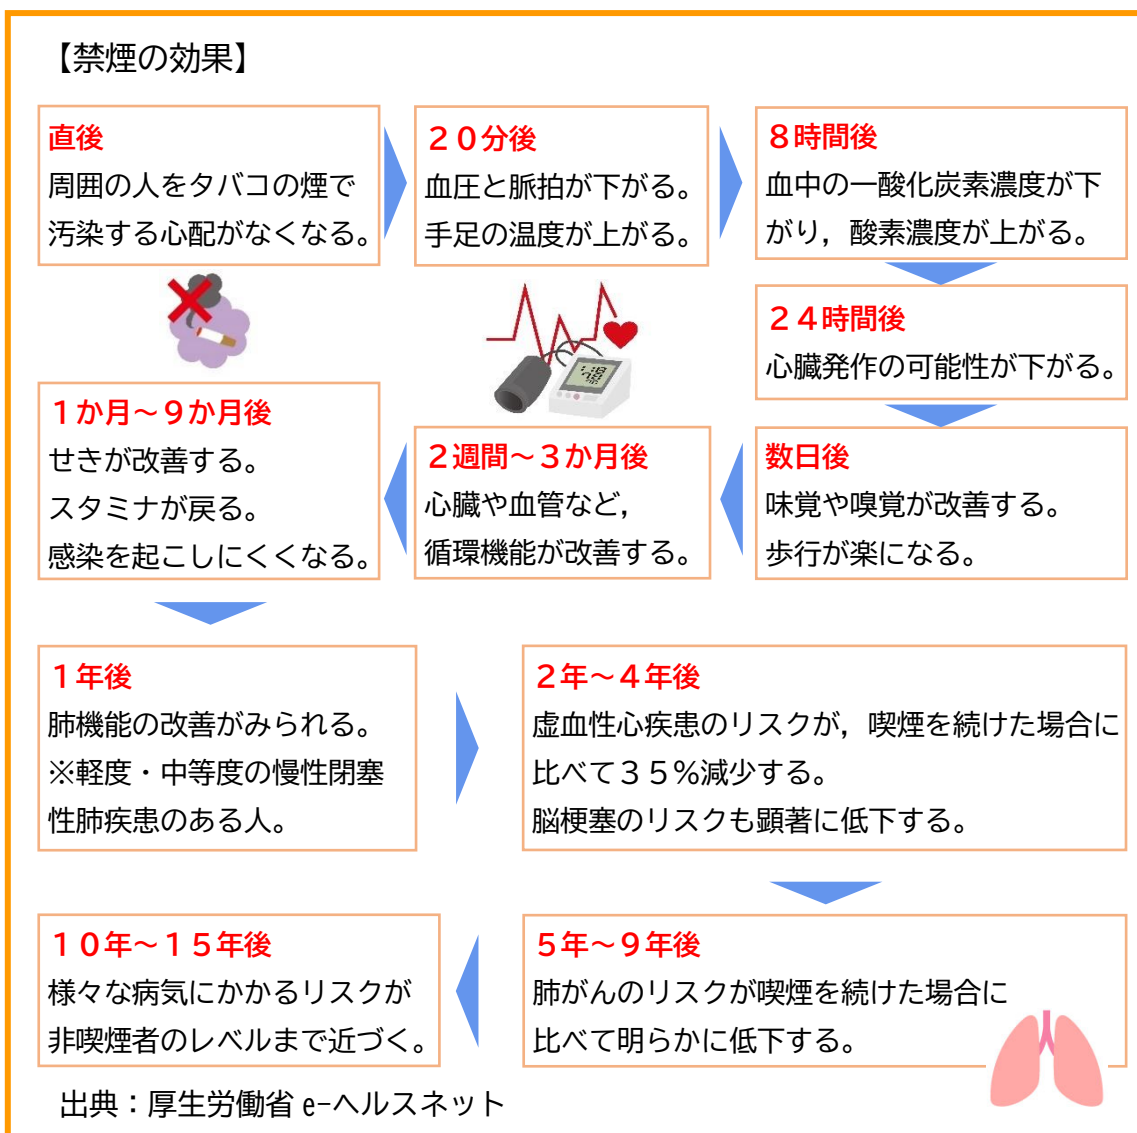 【禁煙の効果】
直後
周囲の人をタバコの煙で
汚染する心配がなくなる。
２０分後
血圧と脈拍が下がる。
手足の温度が上がる。
８時間後
血中の一酸化炭素濃度が下
がり，酸素濃度が上がる。
２４時間後
心臓発作の可能性が下がる。
数日後
味覚や嗅覚が改善する。
歩行が楽になる。
２週間～３か月後
心臓や血管など，
循環機能が改善する。
１か月～９か月後
せきが改善する。
スタミナが戻る。
感染を起こしにくくなる。
１年後
肺機能の改善がみられる。
※軽度・中等度の慢性閉塞
性肺疾患のある人。
２年～４年後
虚血性心疾患のリスクが，喫煙を続けた場合に
比べて３５％減少する。
脳梗塞のリスクも顕著に低下する。
５年～９年後
肺がんのリスクが喫煙を続けた場合に
比べて明らかに低下する。
１０年～１５年後
様々な病気にかかるリスクが
非喫煙者のレベルまで近づく。
出典：厚生労働省 e-ヘルスネット